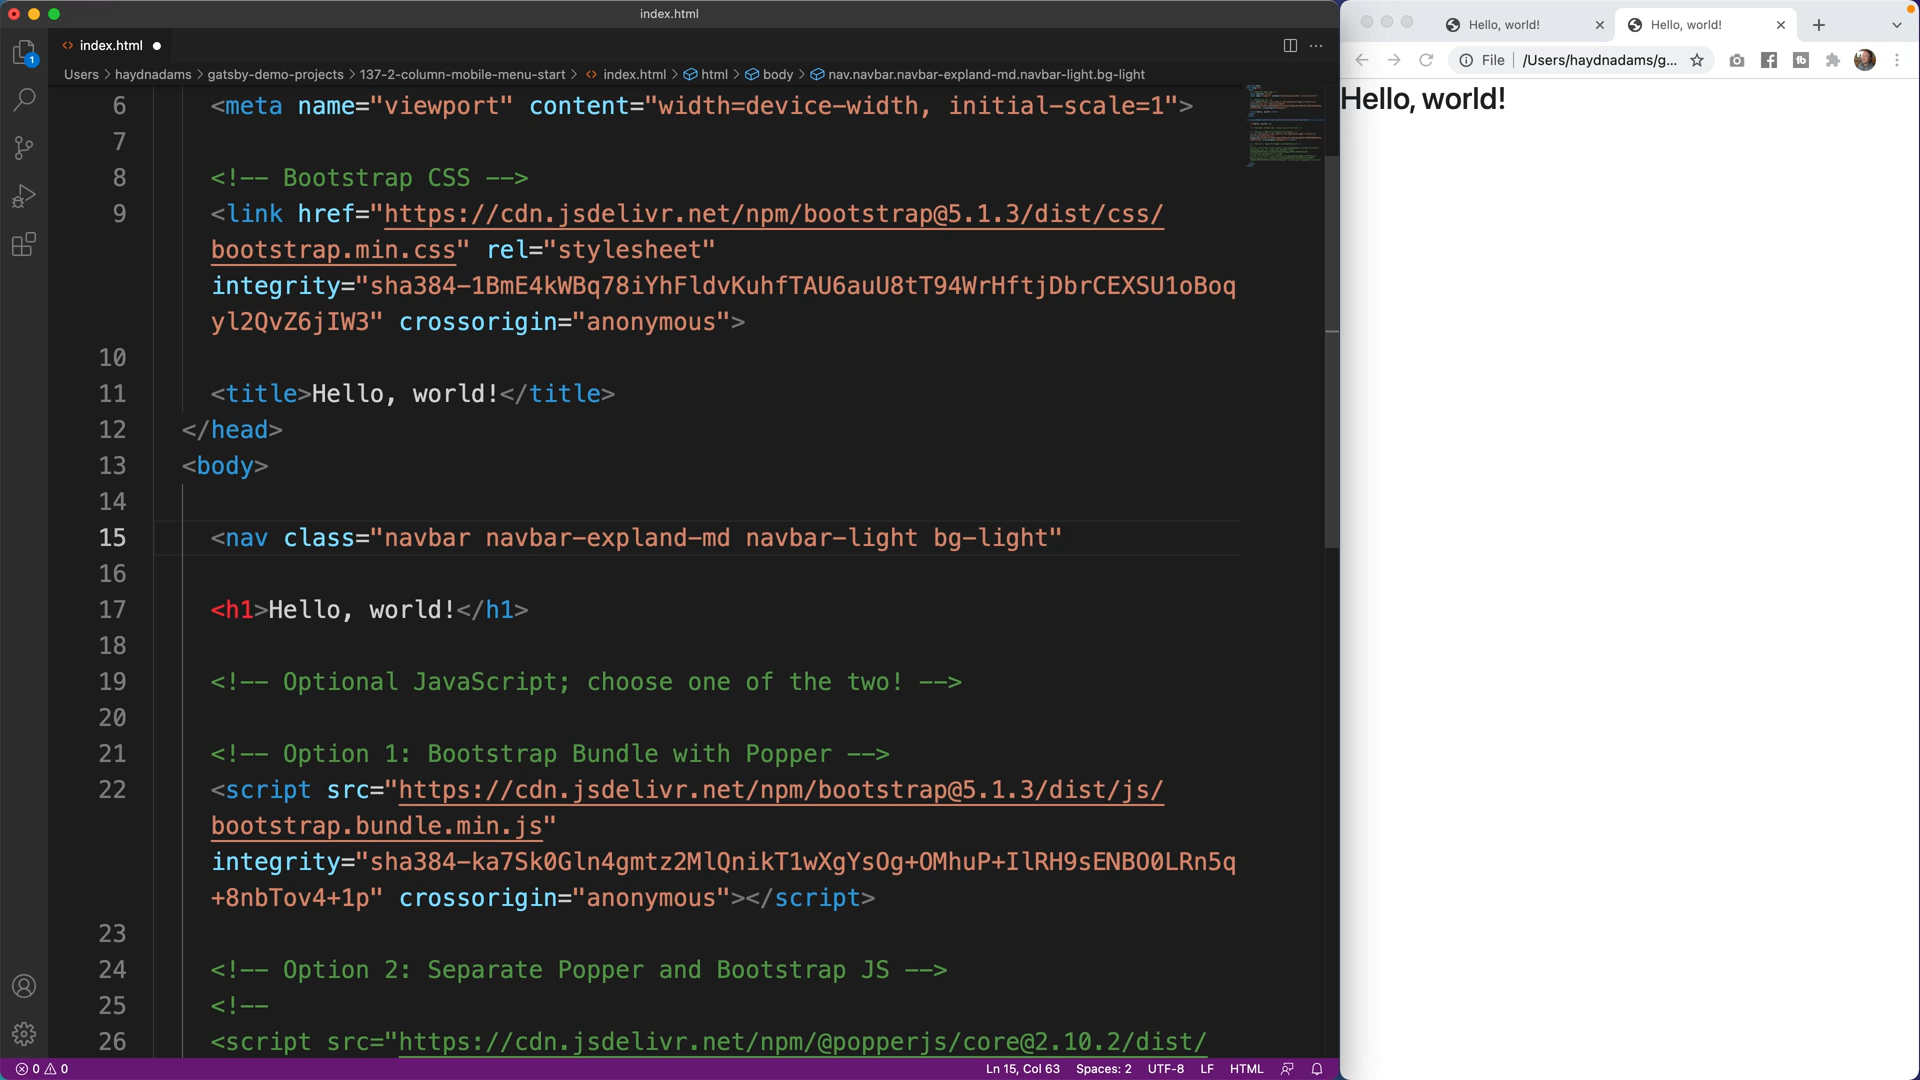 index.html
index.html
Users > haydnadams > gatsby-demo-projects > 137-2-column-mobile-menu-start > index.html > html > body > nav.navbar.navbar-expland-md.navbar-light.bg-light
1
6 <meta name="viewport" content="width=device-width, initial-scale=1">
7
8 <!-- Bootstrap CSS -->
9 <link href="https://cdn.jsdelivr.net/npm/bootstrap@5.1.3/dist/css/
bootstrap.min.css" rel="stylesheet"
integrity="sha384-1BmE4kWBq78iYhFldvKuhfTAU6auU8tT94WrHftjDbrCEXSU1oBoq
yl2QvZ6jIW3" crossorigin="anonymous">
10
11 <title>Hello, world!</title>
12 </head>
13 <body>
14
15 <nav class="navbar navbar-expland-md navbar-light bg-light"
16
17 <h1>Hello, world!</h1>
18
19 <!-- Optional JavaScript; choose one of the two! -->
20
21 <!-- Option 1: Bootstrap Bundle with Popper -->
22 <script src="https://cdn.jsdelivr.net/npm/bootstrap@5.1.3/dist/js/
bootstrap.bundle.min.js"
integrity="sha384-ka7Sk0Gln4gmtz2MlQnikT1wXgYsOg+OMhuP+IlRH9sENBO0LRn5q
+8nbTov4+1p" crossorigin="anonymous"></script>
23
24 <!-- Option 2: Separate Popper and Bootstrap JS -->
25 <!--
26 <script src="https://cdn.jsdelivr.net/npm/@popperjs/core@2.10.2/dist/
0 0
Ln 15, Col 63 Spaces: 2 UTF-8 LF HTML
Hello, world!
Hello, world!
File /Users/haydnadams/g...
Hello, world!